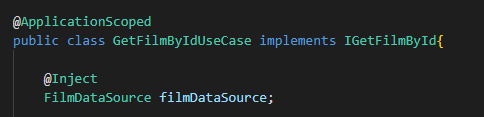 @ApplicationScoped
public class GetFilmByIdUseCase implements IGetFilmById{
@Inject
FilmDataSource filmDataSource;